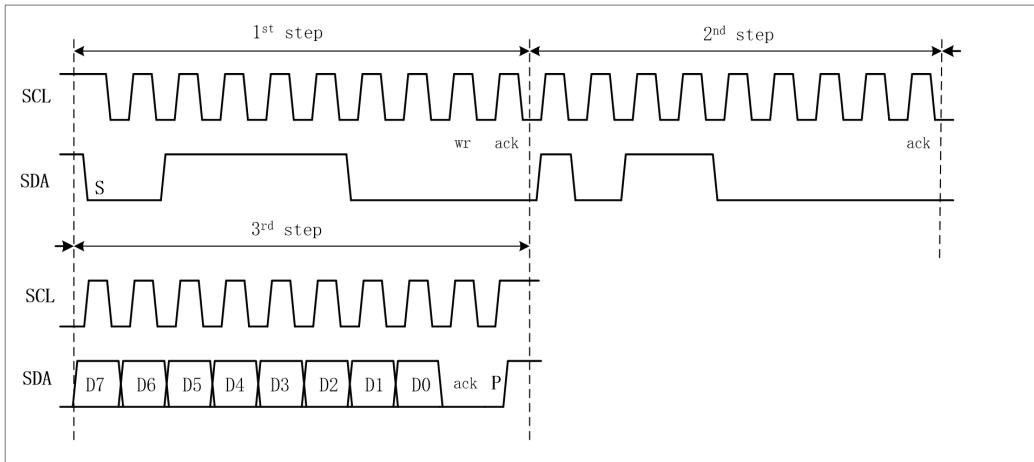 1st step 2nd step
SCL
wr ack ack
SDA S
3rd step
SCL
SDA D7 D6 D5 D4 D3 D2 D1 D0 ack P